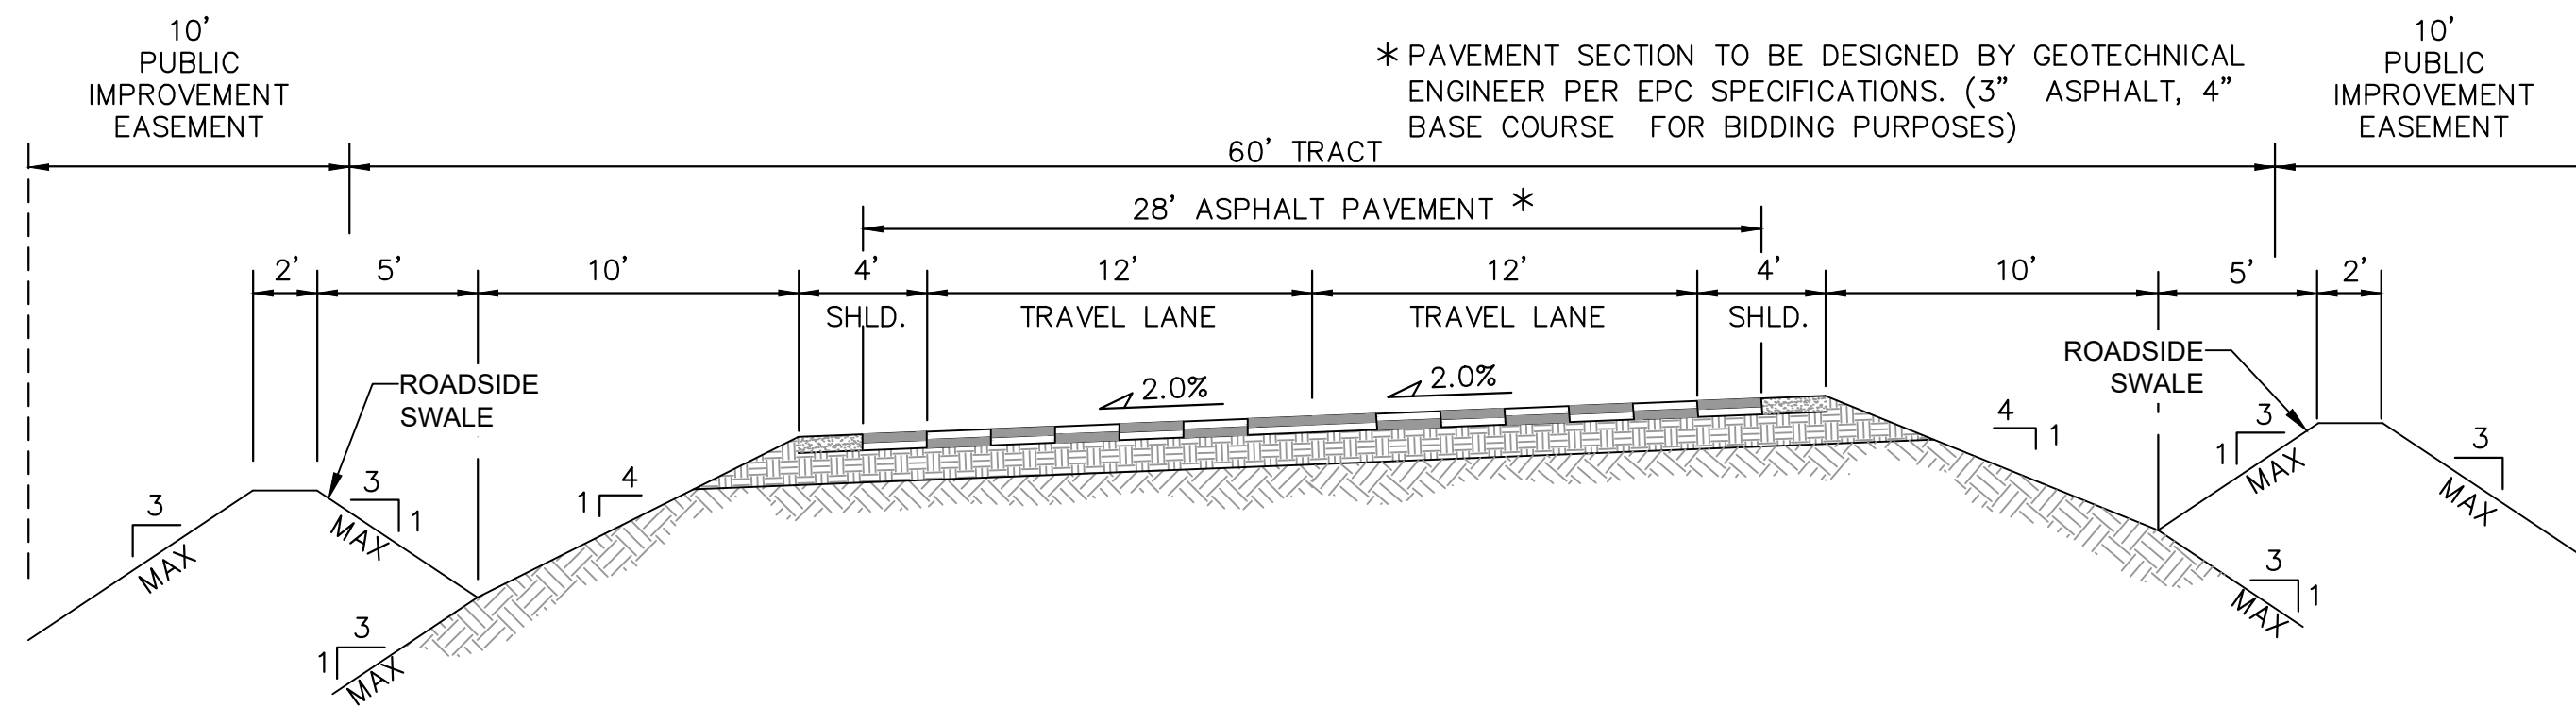 10'
PUBLIC
IMPROVEMENT
EASEMENT
* PAVEMENT SECTION TO BE DESIGNED BY GEOTECHNICAL
ENGINEER PER EPC SPECIFICATIONS. (3" ASPHALT, 4"
BASE COURSE FOR BIDDING PURPOSES)
10'
PUBLIC
IMPROVEMENT
EASEMENT
60' TRACT
28' ASPHALT PAVEMENT *
2'
5'
10'
4'
12'
12'
4'
10'
5'
2'
SHLD.
TRAVEL LANE
TRAVEL LANE
SHLD.
ROADSIDE
SWALE
ROADSIDE
SWALE
2.0%
2.0%
3
MAX
3
1
MAX
1
4
3
1
MAX
4
1
3
1
MAX
3
MAX
3
1
MAX